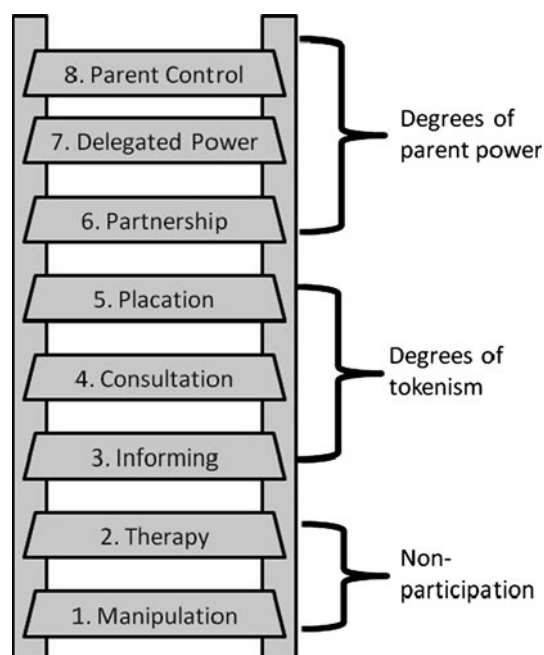 8. Parent Control
7. Delegated Power
6. Partnership
Degrees of
parent power
5. Placation
4. Consultation
3. Informing
Degrees of
tokenism
2. Therapy
1. Manipulation
Non-
participation